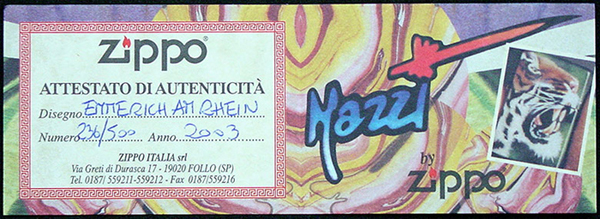 Zippo®
ATTESTATO DI AUTENTICITÀ
Disegno EMMERICH AM RHEIN
Numero 236/500 Anno 2003
ZIPPO ITALIA srl
Via Greti di Durasca 17 - 19020 FOLLO (SP)
Tel. 0187/ 559211-559212 - Fax 0187/559216
Mazzi
by
Zippo